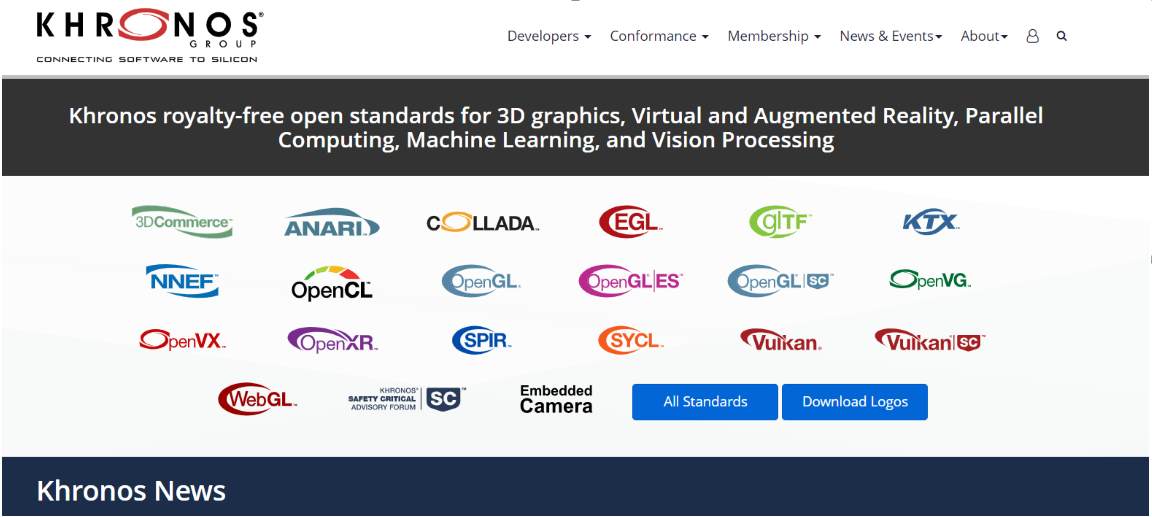 KHRONOS®
GROUP
CONNECTING SOFTWARE TO SILICON
Developers Conformance Membership News & Events About
Khronos royalty-free open standards for 3D graphics, Virtual and Augmented Reality, Parallel
Computing, Machine Learning, and Vision Processing
3DCommerce™ ANARI™ COLLADA™ EGL™ glTF™ KTX™
NNEF™ OpenCL™ OpenGL® OpenGL|ES™ OpenGL|SC™ OpenVG™
OpenVX™ OpenXR™ SPIR™ SYCL™ Vulkan® Vulkan|SC™
WebGL™
KHRONOS®
SAFETY CRITICAL
ADVISORY FORUM
SC™
Embedded
Camera
All Standards Download Logos
Khronos News